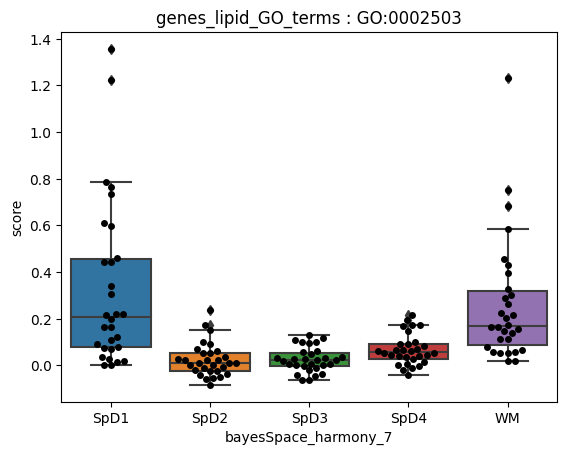 genes_lipid_GO_terms : GO:0002503
score
1.4
1.2
1.0
0.8
0.6
0.4
0.2
0.0
SpD1 SpD2 SpD3 SpD4 WM
bayesSpace_harmony_7